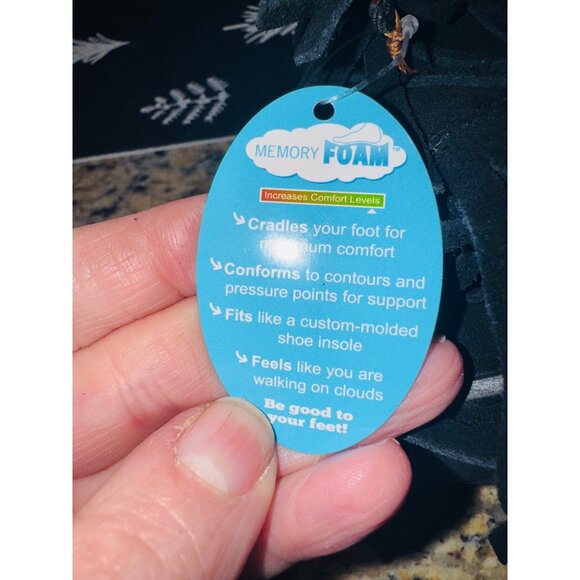 MEMORY FOAM™
Increases Comfort Levels
Cradles your foot for
comfort
Conforms to contours and
pressure points for support
Fits like a custom-molded
shoe insole
Feels like you are
walking on clouds
Be good to
your feet!